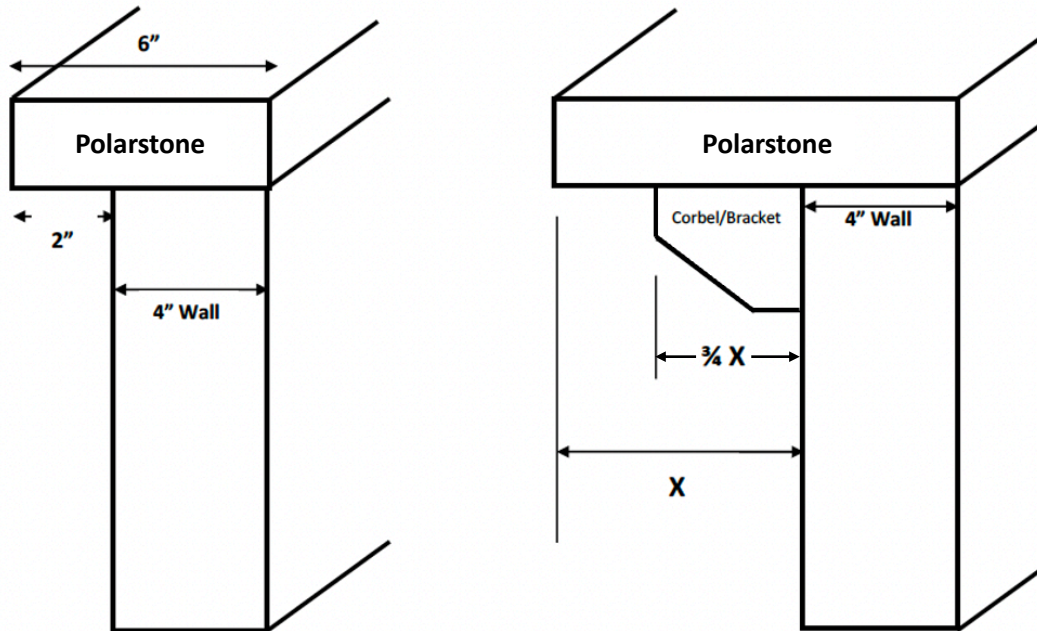 6”
Polarstone
2”
4” Wall
Polarstone
Corbel/Bracket
4” Wall
¾ X
X